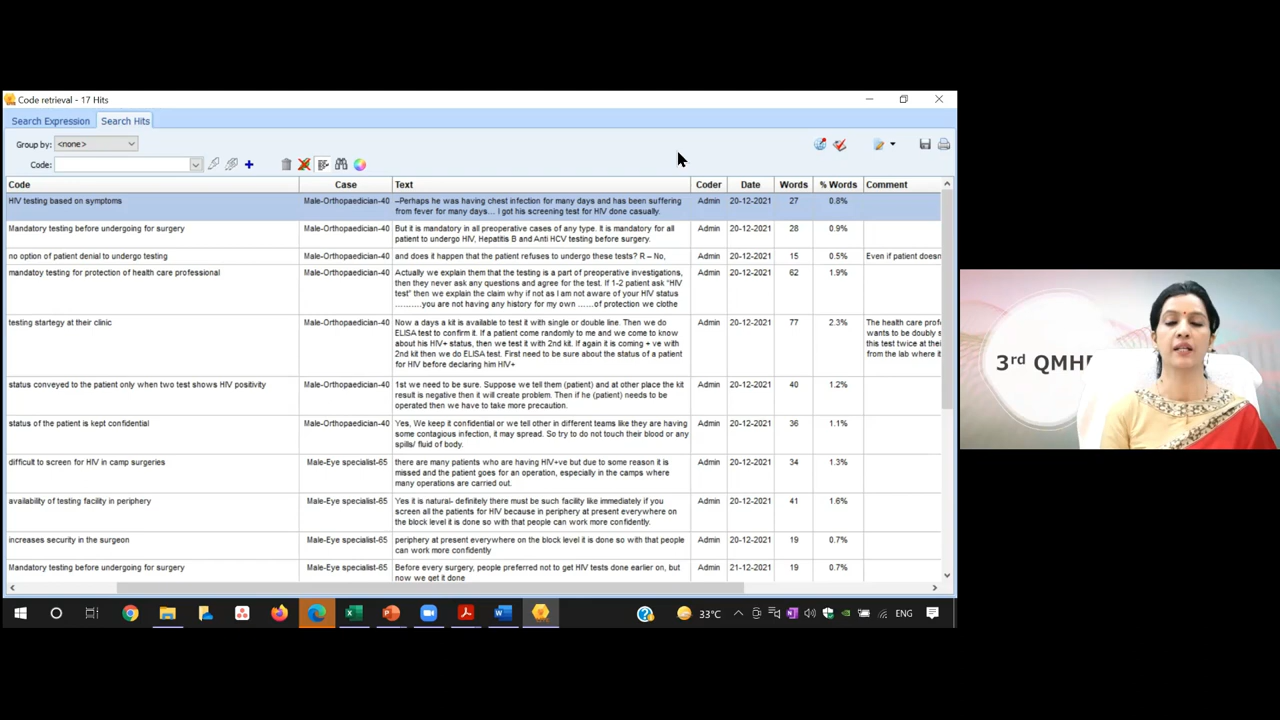 Code retrieval - 17 Hits
Search Expression Search Hits
Group by: <none>
Code:
Code Case Text Coder Date Words % Words Comment
HIV testing based on symptoms Male-Orthopaedician-40 –Perhaps he was having chest infection for many days and has been suffering Admin 20-12-2021 27 0.8%
from fever for many days… I got his screening test for HIV done casually.
Mandatory testing before undergoing for surgery Male-Orthopaedician-40 But it is mandatory in all preoperative cases of any type. It is mandatory for all Admin 20-12-2021 28 0.9%
patient to undergo HIV, Hepatitis B and Anti HCV testing before surgery.
no option of patient denial to undergo testing Male-Orthopaedician-40 and does it happen that the patient refuses to undergo these tests? R – No, Admin 20-12-2021 15 0.5% Even if patient doesn
mandatoy testing for protection of health care professional Male-Orthopaedician-40 Actually we explain them that the testing is a part of preoperative investigations, Admin 20-12-2021 62 1.9%
then they never ask any questions and agree for the test. If 1-2 patient ask “HIV
test” then we explain the claim why if not as I am not aware of your HIV status
……….you are not having any history for my own ……of protection we clothe
testing startegy at their clinic Male-Orthopaedician-40 Now a days a kit is available to test it with single or double line. Then we do Admin 20-12-2021 77 2.3% The health care prof
ELISA test to confirm it. If a patient come randomly to me and we come to know wants to be doubly s
about his HIV+ status, then we test it with 2nd kit. If again it is coming + ve with this test twice at thei
2nd kit then we do ELISA test. First need to be sure about the status of a patient from the lab where it
for HIV before declaring him HIV+
status conveyed to the patient only when two test shows HIV positivity Male-Orthopaedician-40 1st we need to be sure. Suppose we tell them (patient) and at other place the kit Admin 20-12-2021 40 1.2%
result is negative then it will create problem. Then if he (patient) needs to be
operated then we have to take more precaution.
status of the patient is kept confidential Male-Orthopaedician-40 Yes, We keep it confidential or we tell other in different teams like they are having Admin 20-12-2021 36 1.1%
some contagious infection, it may spread. So try to do not touch their blood or any
spills/ fluid of body.
difficult to screen for HIV in camp surgeries Male-Eye specialist-65 there are many patients who are having HIV+ve but due to some reason it is Admin 20-12-2021 34 1.3%
missed and the patient goes for an operation, especially in the camps where
many operations are carried out.
availability of testing facility in periphery Male-Eye specialist-65 Yes it is natural- definitely there must be such facility like immediately if you Admin 20-12-2021 41 1.6%
screen all the patients for HIV because in periphery at present everywhere on
the block level it is done so with that people can work more confidently.
increases security in the surgeon Male-Eye specialist-65 periphery at present everywhere on the block level it is done so with that people Admin 20-12-2021 19 0.7%
can work more confidently
Mandatory testing before undergoing for surgery Male-Eye specialist-65 Before every surgery, people preferred not to get HIV tests done earlier on, but Admin 21-12-2021 19 0.7%
now we get it done
33°C ENG
3rd QMH